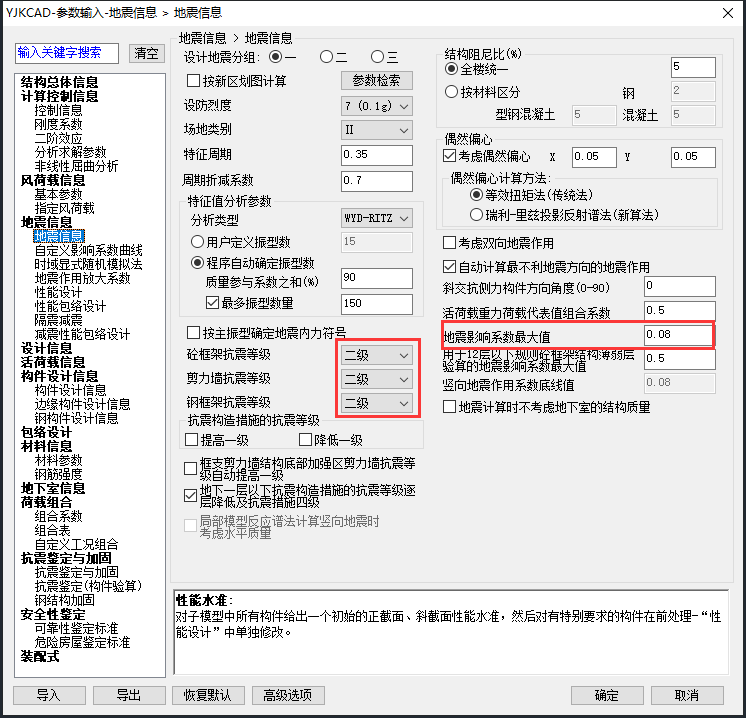 YJKCAD-参数输入-地震信息 > 地震信息
输入关键字搜索
清空
结构总体信息
计算控制信息
控制信息
刚度系数
二阶效应
分析求解参数
非线性屈曲分析
风荷载信息
基本参数
指定风荷载
地震信息
地震信息
自定义影响系数曲线
时域显式随机模拟法
地震作用放大系数
性能设计
性能包络设计
隔震减震
减震性能包络设计
设计信息
活荷载信息
构件设计信息
构件设计信息
边缘构件设计信息
钢构件设计信息
包络设计
材料信息
材料参数
钢筋强度
地下室信息
荷载组合
组合系数
组合表
自定义工况组合
抗震鉴定与加固
抗震鉴定与加固
抗震鉴定(构件验算)
钢结构加固
安全性鉴定
可靠性鉴定标准
危险房屋鉴定标准
装配式
地震信息 > 地震信息
设计地震分组: 一 二 三
按新区划图计算 参数检索
设防烈度 7 (0.1g)
场地类别 II
特征周期 0.35
周期折减系数 0.7
特征值分析参数
分析类型 WYD-RITZ
用户定义振型数 15
程序自动确定振型数
质量参与系数之和(%) 90
最多振型数量 150
按主振型确定地震内力符号
砼框架抗震等级 二级
剪力墙抗震等级 二级
钢框架抗震等级 二级
抗震构造措施的抗震等级
提高一级 降低一级
框支剪力墙结构底部加强区剪力墙抗震等
级自动提高一级
地下一层以下抗震构造措施的抗震等级逐
层降低及抗震措施四级
局部模型反应谱法计算竖向地震时
考虑水平质量
结构阻尼比(%)
全楼统一 5
按材料区分 钢 2
型钢混凝土 5 混凝土 5
偶然偏心
考虑偶然偏心 X 0.05 Y 0.05
偶然偏心计算方法:
等效扭矩法(传统法)
瑞利-里兹投影反射谱法(新算法)
考虑双向地震作用
自动计算最不利地震方向的地震作用
斜交抗侧力构件方向角度(0-90) 0
活荷载重力荷载代表值组合系数 0.5
地震影响系数最大值 0.08
用于12层以下规则砼框架结构薄弱层
验算的地震影响系数最大值 0.5
竖向地震作用系数底线值 0.08
地震计算时不考虑地下室的结构质量
性能水准:
对子模型中所有构件给出一个初始的正截面、斜截面性能水准，然后对有特别要求的构件在前处理-“性
能设计”中单独修改。
导入 导出 恢复默认 高级选项 确定 取消